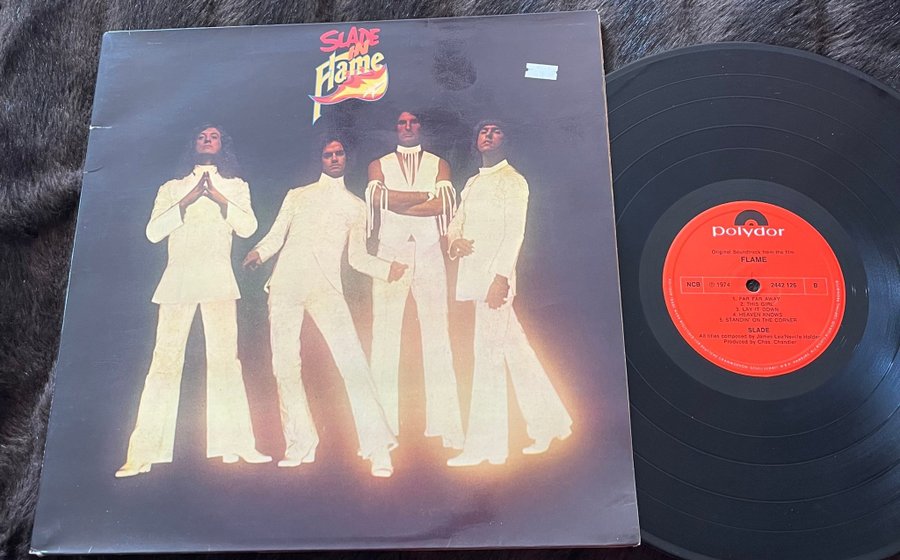 SLADE
in
Flame
polydor
Original Soundtrack from the film
FLAME
NCB ℗ 1974 2442 126 B
1. FAR FAR AWAY
2. THIS GIRL
3. LAY IT DOWN
4. HEAVEN KNOWS
5. STANDIN' ON THE CORNER
SLADE
All titles composed by James Lea/Neville Holder
Produced by Chas. Chandler